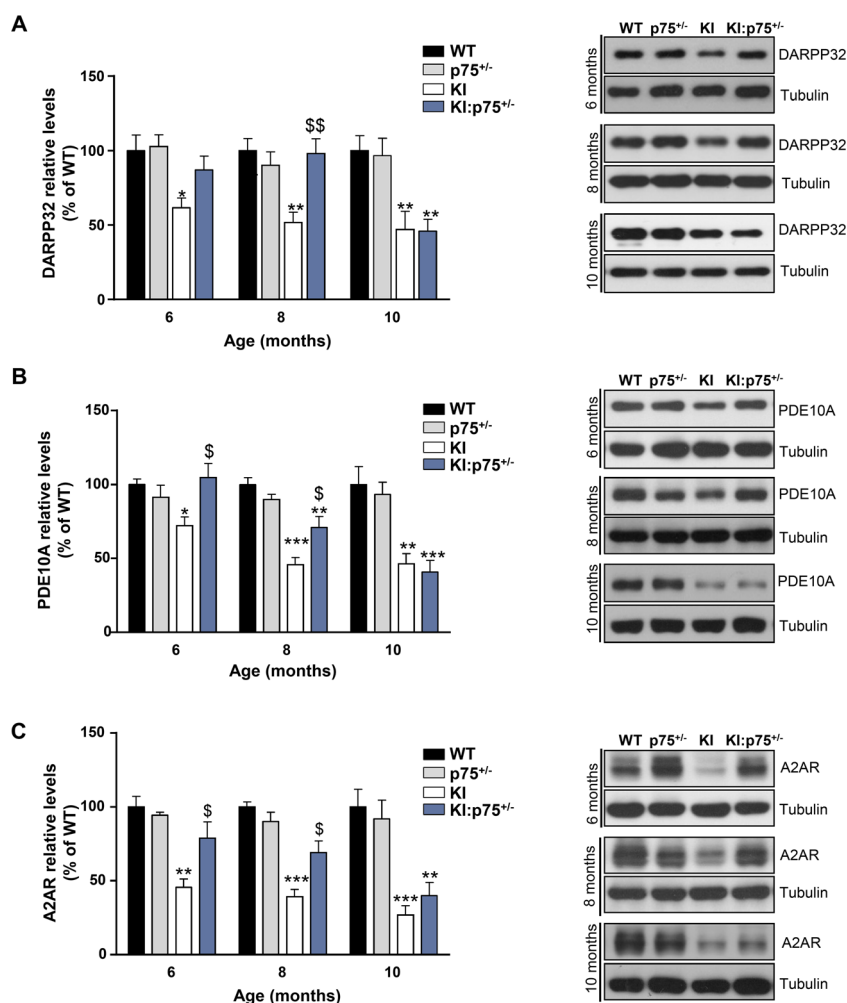 A
WT
p75+/-
KI
KI:p75+/-
DARPP32 relative levels
(% of WT)
150
100
50
0
* ** $$ ** **
6 8 10
Age (months)
WT p75+/- KI KI:p75+/-
6 months
DARPP32
Tubulin
8 months
DARPP32
Tubulin
10 months
DARPP32
Tubulin
B
WT
p75+/-
KI
KI:p75+/-
PDE10A relative levels
(% of WT)
150
100
50
0
* $ *** $ ** ** ***
6 8 10
Age (months)
WT p75+/- KI KI:p75+/-
6 months
PDE10A
Tubulin
8 months
PDE10A
Tubulin
10 months
PDE10A
Tubulin
C
WT
p75+/-
KI
KI:p75+/-
A2AR relative levels
(% of WT)
150
100
50
0
** $ *** $ *** **
6 8 10
Age (months)
WT p75+/- KI KI:p75+/-
6 months
A2AR
Tubulin
8 months
A2AR
Tubulin
10 months
A2AR
Tubulin